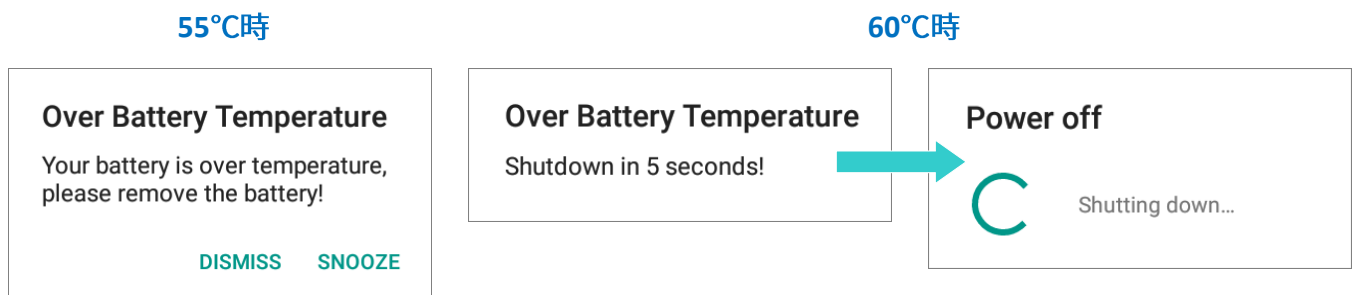 55℃時
60℃時
Over Battery Temperature
Your battery is over temperature,
please remove the battery!
DISMISS SNOOZE
Over Battery Temperature
Shutdown in 5 seconds!
Power off
Shutting down...